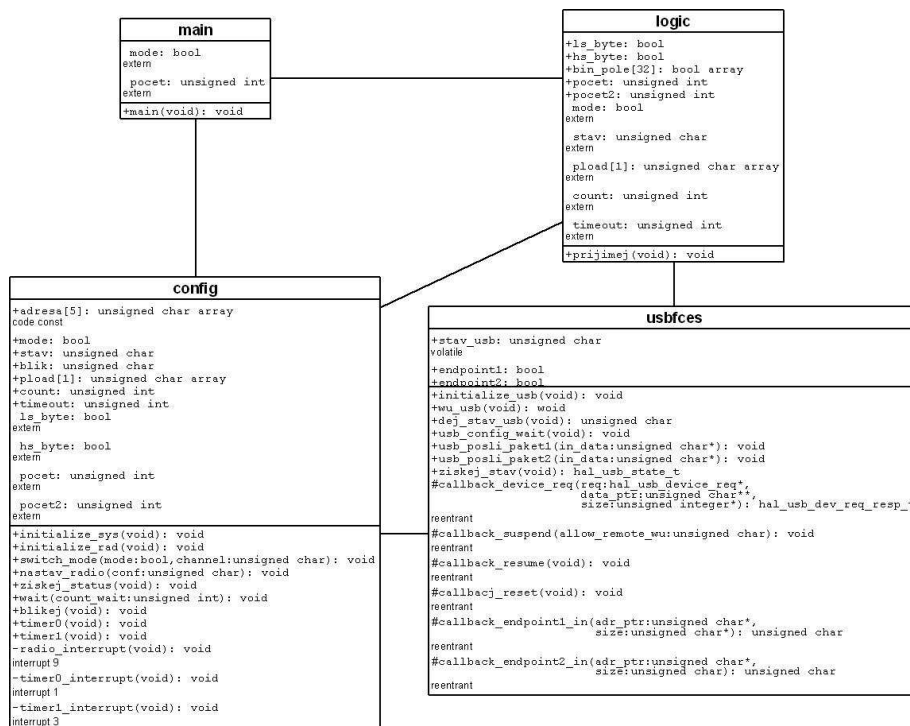 main
mode: bool
extern
pocet: unsigned int
extern
+main(void): void
logic
+ls_byte: bool
+hs_byte: bool
+bin_pole[32]: bool array
+pocet: unsigned int
+pocet2: unsigned int
mode: bool
extern
stav: unsigned char
extern
pload[1]: unsigned char array
extern
count: unsigned int
extern
timeout: unsigned int
extern
+prijimej(void): void
config
+adresa[5]: unsigned char array
code const
+mode: bool
+stav: unsigned char
+blik: unsigned char
+pload[1]: unsigned char array
+count: unsigned int
+timeout: unsigned int
ls_byte: bool
extern
hs_byte: bool
extern
pocet: unsigned int
extern
pocet2: unsigned int
extern
+initialize_sys(void): void
+initialize_rad(void): void
+switch_mode(mode:bool,channel:unsigned char): void
+nastav_radio(conf:unsigned char): void
+ziskej_status(void): void
+wait(count_wait:unsigned int): void
+blikej(void): void
+timer0(void): void
+timer1(void): void
-radio_interrupt(void): void
interrupt 9
-timer0_interrupt(void): void
interrupt 1
-timer1_interrupt(void): void
interrupt 3
usbfces
+stav_usb: unsigned char
volatile
+endpoint1: bool
+endpoint2: bool
+initialize_usb(void): void
+wu_usb(void): woid
+dej_stav_usb(void): unsigned char
+usb_config_wait(void): void
+usb_posli_paket1(in_data:unsigned char*): void
+usb_posli_paket2(in_data:unsigned char*): void
+ziskej_stav(void): hal_usb_state_t
#callback_device_req(req:hal_usb_device_req*,
data_ptr:unsigned char**,
size:unsigned integer*): hal_usb_dev_req_resp_t
reentrant
#callback_suspend(allow_remote_wu:unsigned char): void
reentrant
#callback_resume(void): void
reentrant
#callbacj_reset(void): void
reentrant
#callback_endpoint1_in(adr_ptr:unsigned char*,
size:unsigned char*): unsigned char
reentrant
#callback_endpoint2_in(adr_ptr:unsigned char*,
size:unsigned char): unsigned char
reentrant